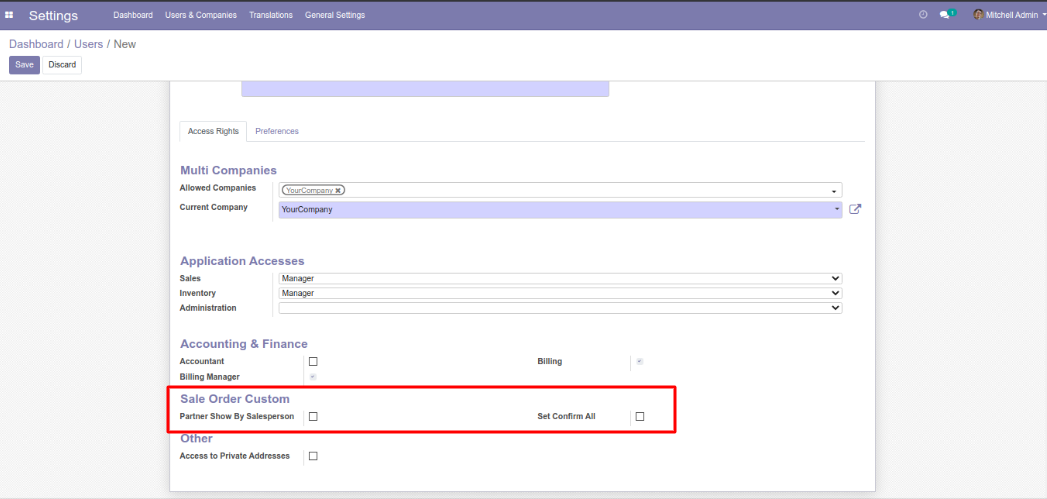 Settings Dashboard Users & Companies Translations General Settings 1 Mitchell Admin
Dashboard / Users / New
Save Discard
Access Rights Preferences
Multi Companies
Allowed Companies YourCompany
Current Company YourCompany
Application Accesses
Sales Manager
Inventory Manager
Administration
Accounting & Finance
Accountant Billing
Billing Manager
Sale Order Custom
Partner Show By Salesperson Set Confirm All
Other
Access to Private Addresses